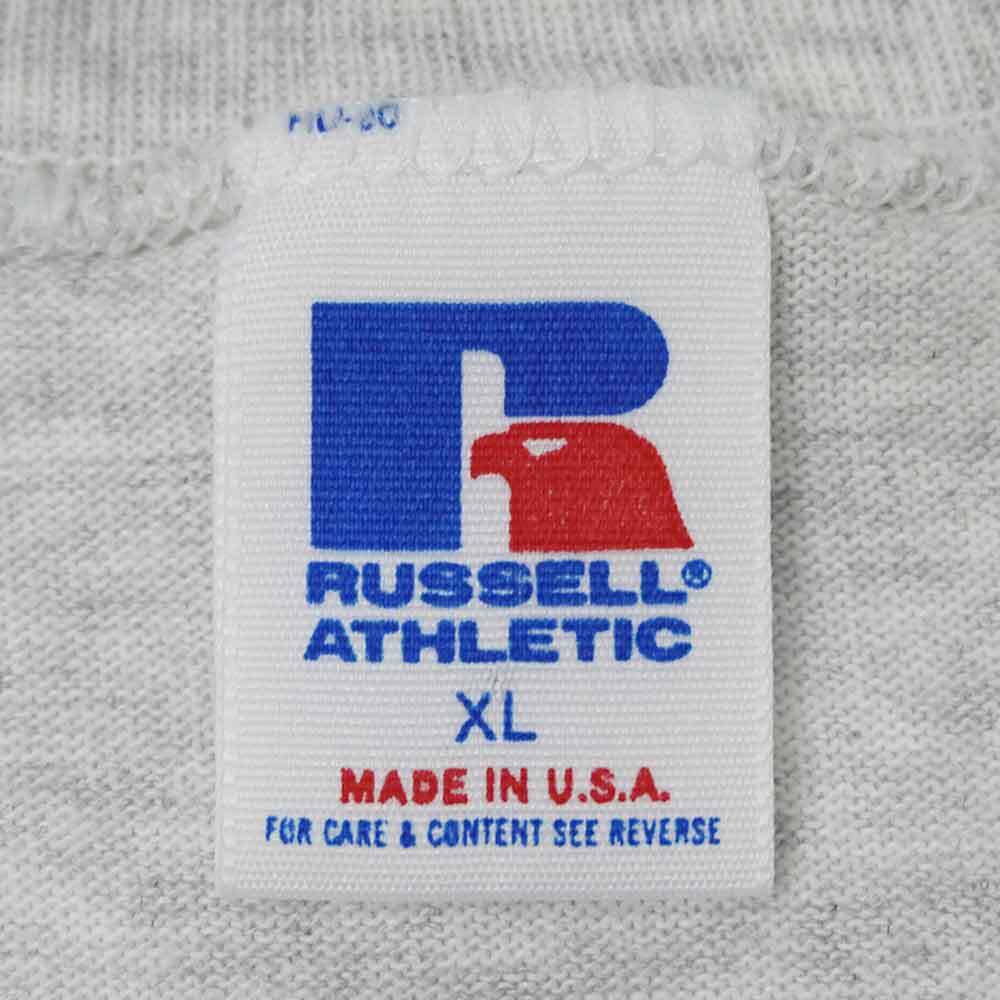 RUSSELL®
ATHLETIC
XL
MADE IN U.S.A.
FOR CARE & CONTENT SEE REVERSE